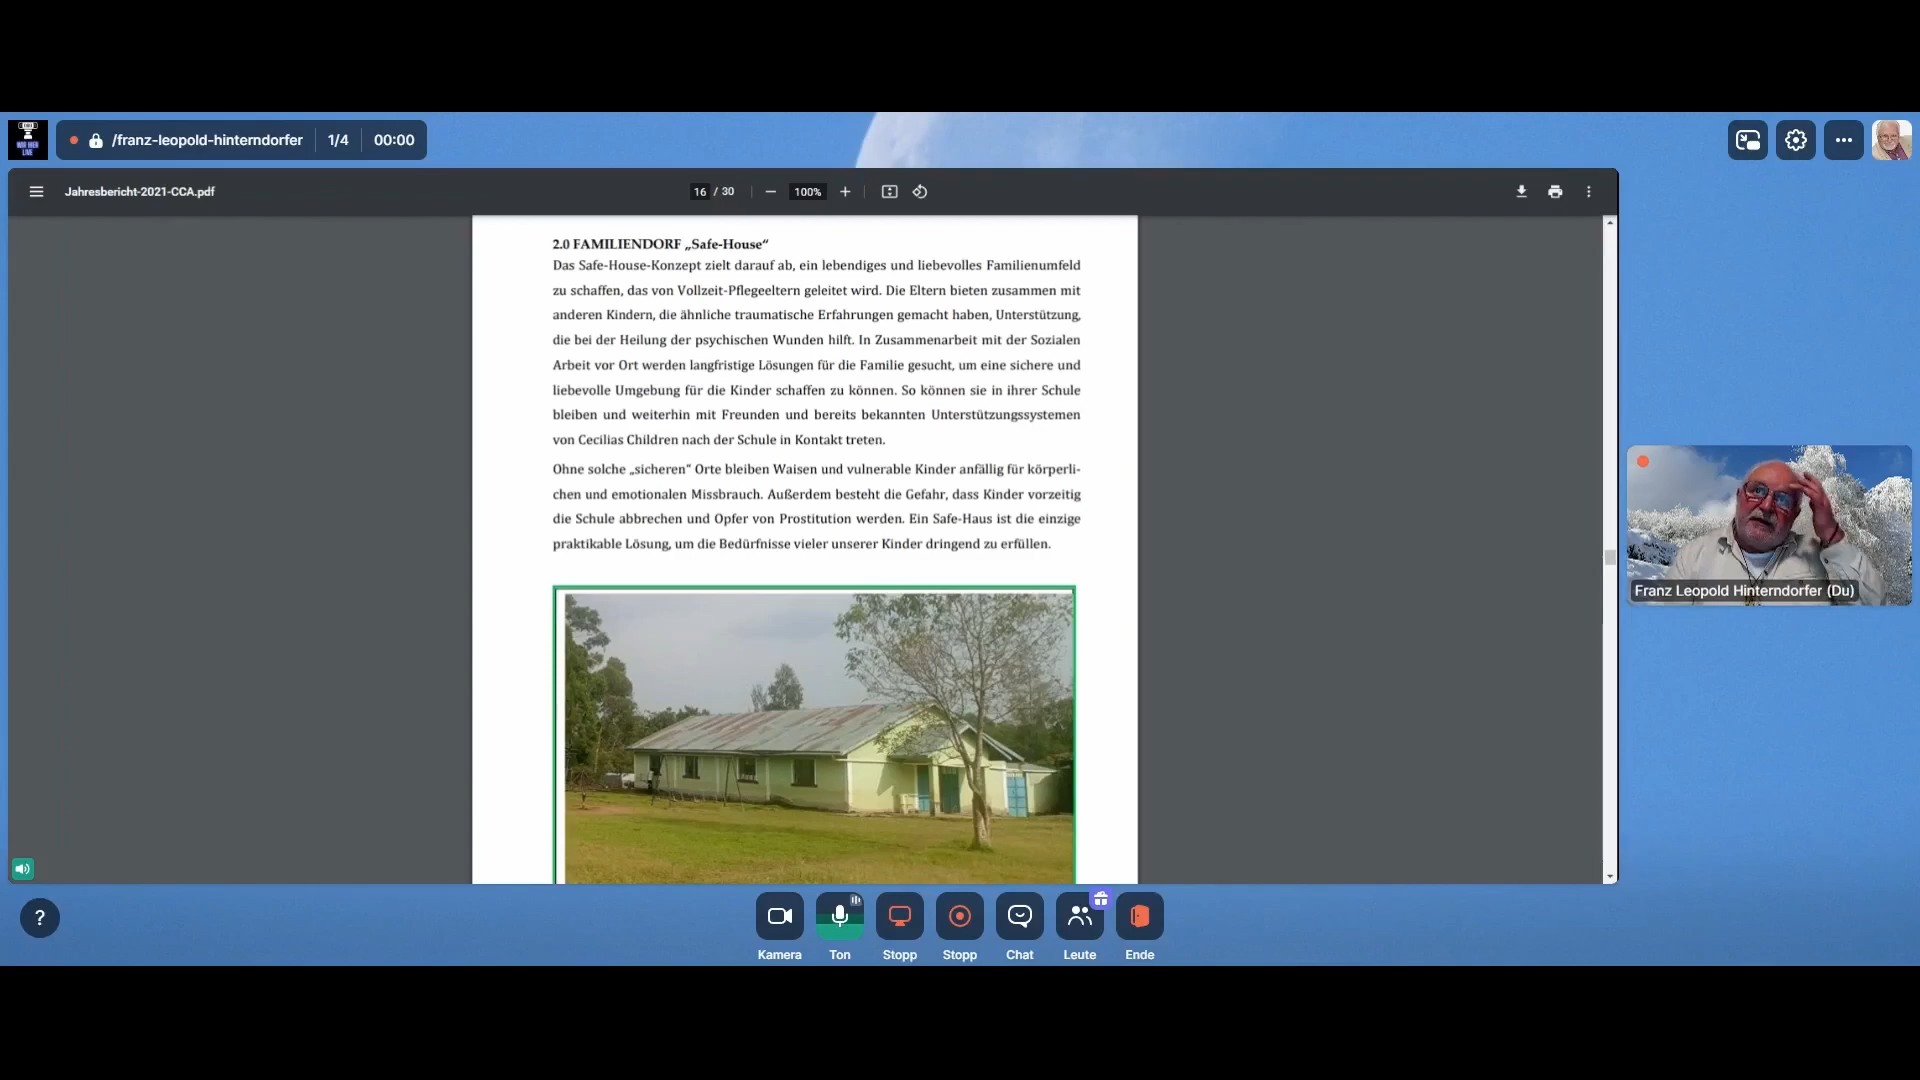 /franz-leopold-hinterndorfer 1/4 00:00
Jahresbericht-2021-CCA.pdf 16 / 30 100%
2.0 FAMILIENDORF „Safe-House“
Das Safe-House-Konzept zielt darauf ab, ein lebendiges und liebevolles Familienumfeld
zu schaffen, das von Vollzeit-Pflegeeltern geleitet wird. Die Eltern bieten zusammen mit
anderen Kindern, die ähnliche traumatische Erfahrungen gemacht haben, Unterstützung,
die bei der Heilung der psychischen Wunden hilft. In Zusammenarbeit mit der Sozialen
Arbeit vor Ort werden langfristige Lösungen für die Familie gesucht, um eine sichere und
liebevolle Umgebung für die Kinder schaffen zu können. So können sie in ihrer Schule
bleiben und weiterhin mit Freunden und bereits bekannten Unterstützungssystemen
von Cecilias Children nach der Schule in Kontakt treten.
Ohne solche „sicheren“ Orte bleiben Waisen und vulnerable Kinder anfällig für körperli-
chen und emotionalen Missbrauch. Außerdem besteht die Gefahr, dass Kinder vorzeitig
die Schule abbrechen und Opfer von Prostitution werden. Ein Safe-Haus ist die einzige
praktikable Lösung, um die Bedürfnisse vieler unserer Kinder dringend zu erfüllen.
Franz Leopold Hinterndorfer (Du)
?
Kamera Ton Stopp Stopp Chat Leute Ende